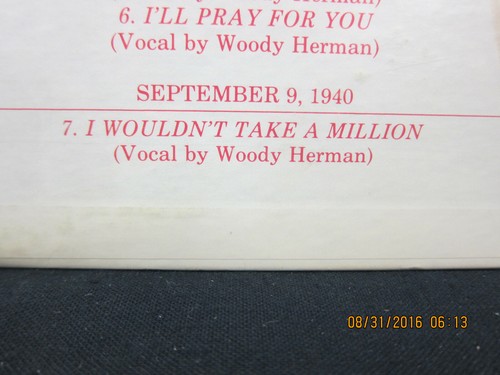 Herman)
6. I'LL PRAY FOR YOU
(Vocal by Woody Herman)
SEPTEMBER 9, 1940
7. I WOULDN'T TAKE A MILLION
(Vocal by Woody Herman)
08/31/2016 06:13